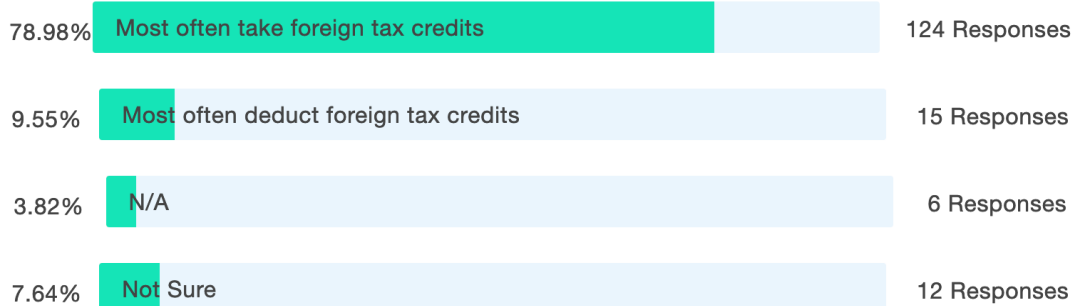 78.98% Most often take foreign tax credits 124 Responses
9.55% Most often deduct foreign tax credits 15 Responses
3.82% N/A 6 Responses
7.64% Not Sure 12 Responses